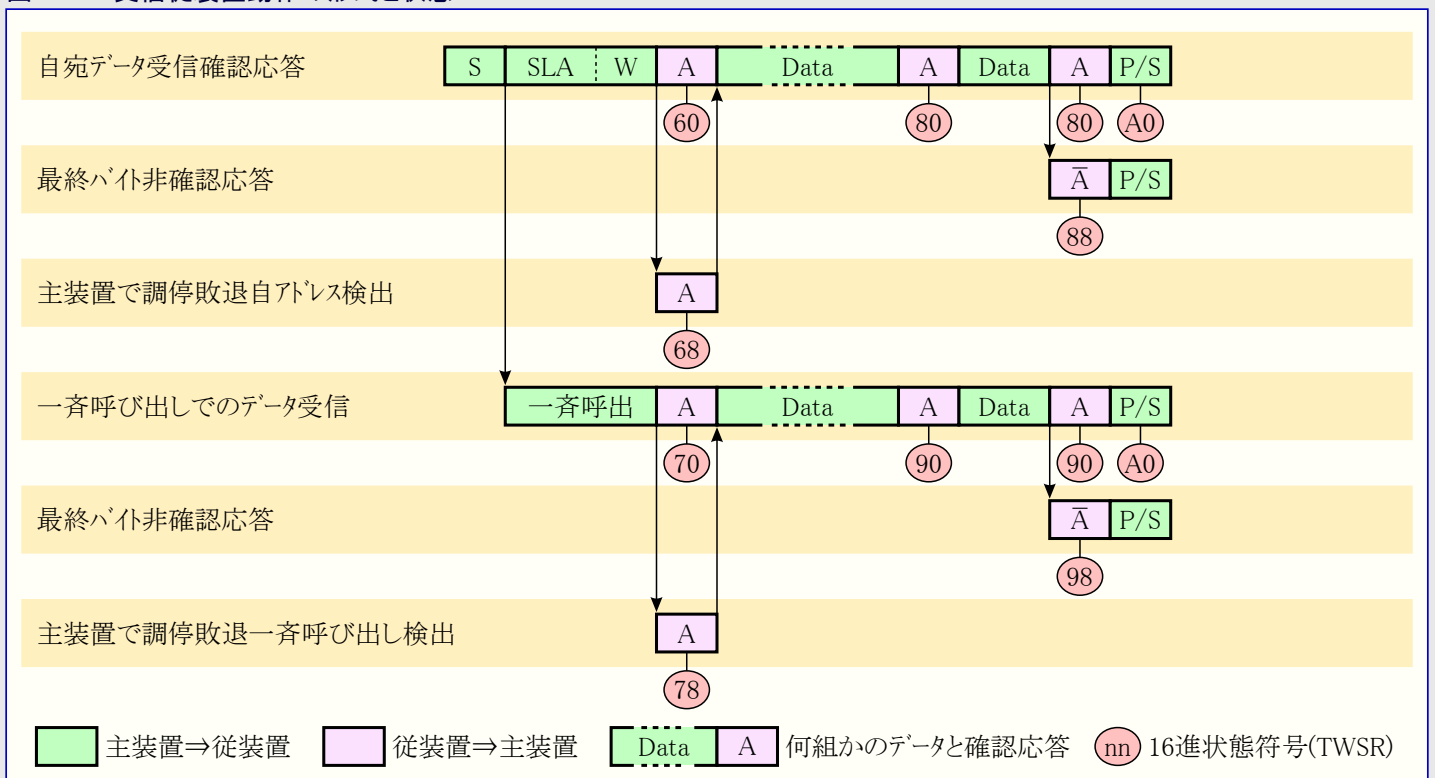 自宛データ受信確認応答 S SLA W A Data A Data A P/S
60 80 80 A0
最終バイト非確認応答 A̅ P/S
88
主装置で調停敗退自アドレス検出 A
68
一斉呼び出しでのデータ受信 一斉呼出 A Data A Data A P/S
70 90 90 A0
最終バイト非確認応答 A̅ P/S
98
主装置で調停敗退一斉呼び出し検出 A
78
主装置⇒従装置 従装置⇒主装置 Data A 何組かのデータと確認応答 nn 16進状態符号(TWSR)